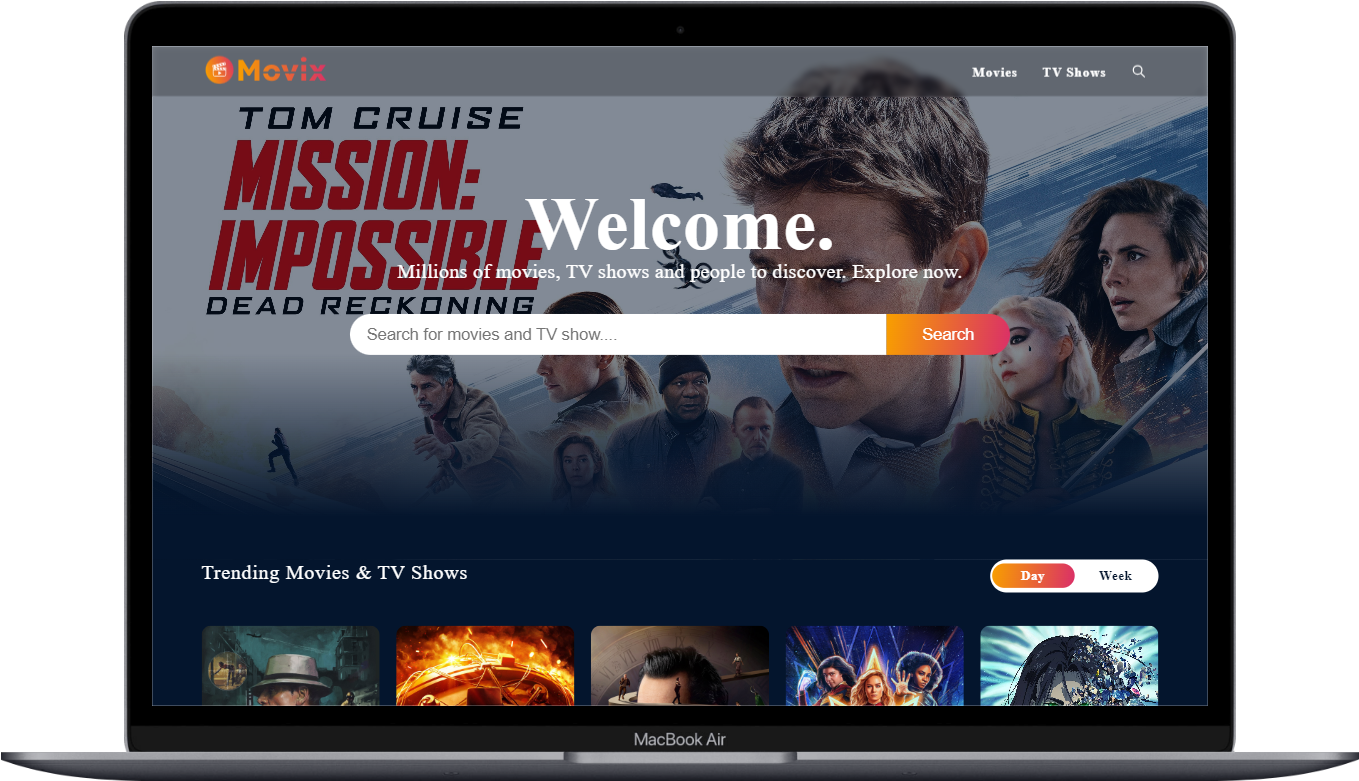 Movix
Movies
TV Shows
TOM CRUISE
MISSION:
IMPOSSIBLE
DEAD RECKONING
Welcome.
Millions of movies, TV shows and people to discover. Explore now.
Search for movies and TV show....
Search
Trending Movies & TV Shows
Day
Week
MacBook Air